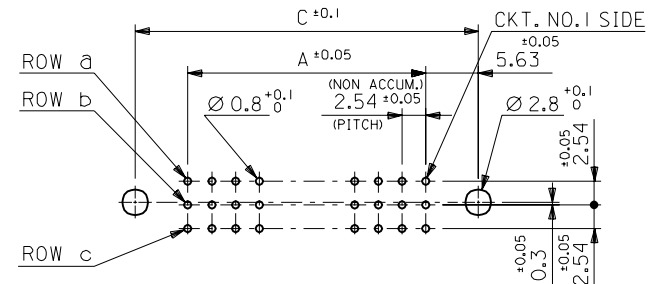 C ±0.1
CKT. NO.1 SIDE
ROW a
A ±0.05
5.63 ±0.05
ROW b
(NON ACCUM.)
Ø 0.8 +0.1 0
2.54 ±0.05
(PITCH)
Ø 2.8 +0.1 0
2.54 ±0.05
ROW c
0.3 ±0.05
2.54 ±0.05